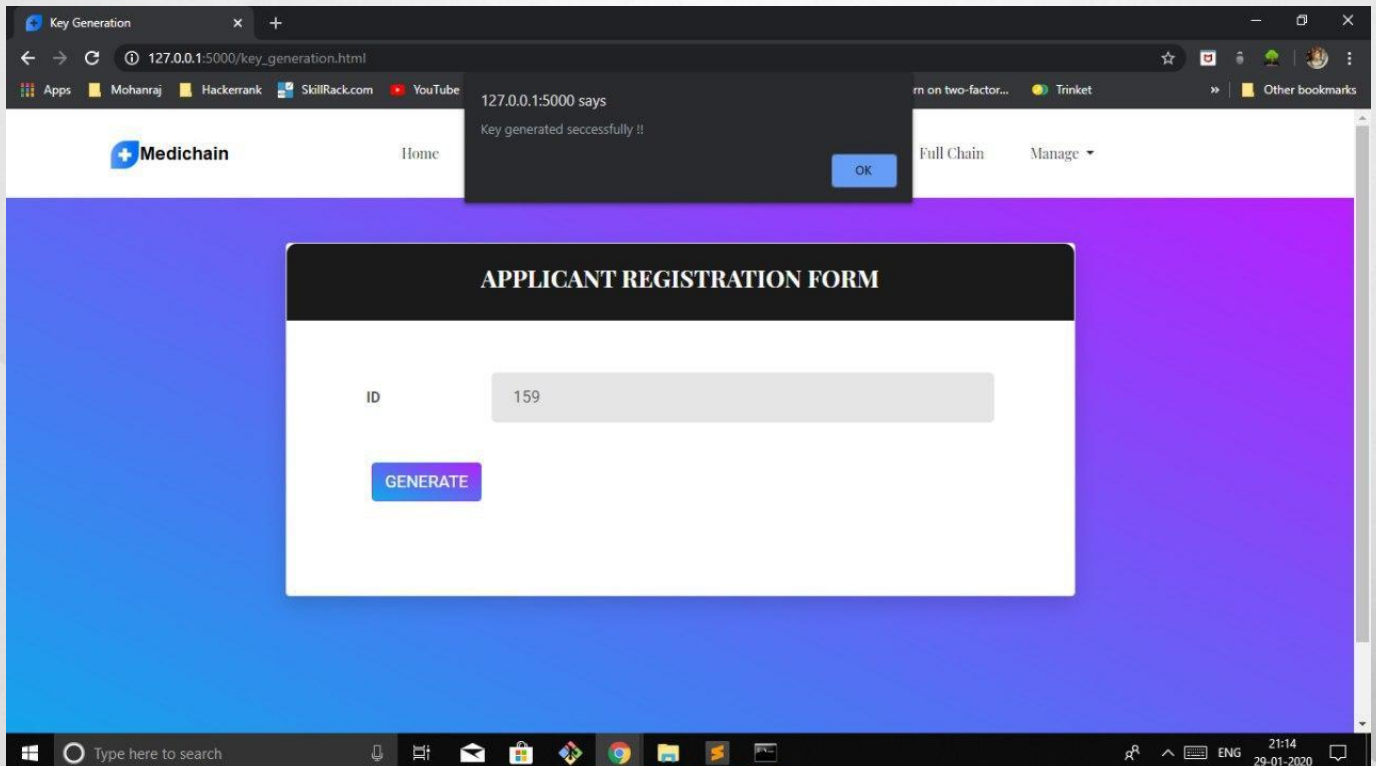 Key Generation
127.0.0.1:5000/key_generation.html
Apps Mohanraj Hackerrank SkillRack.com YouTube rn on two-factor... Trinket » Other bookmarks
127.0.0.1:5000 says
Key generated seccessfully !!
OK
Medichain Home Full Chain Manage
APPLICANT REGISTRATION FORM
ID 159
GENERATE
Type here to search ENG 21:14
29-01-2020